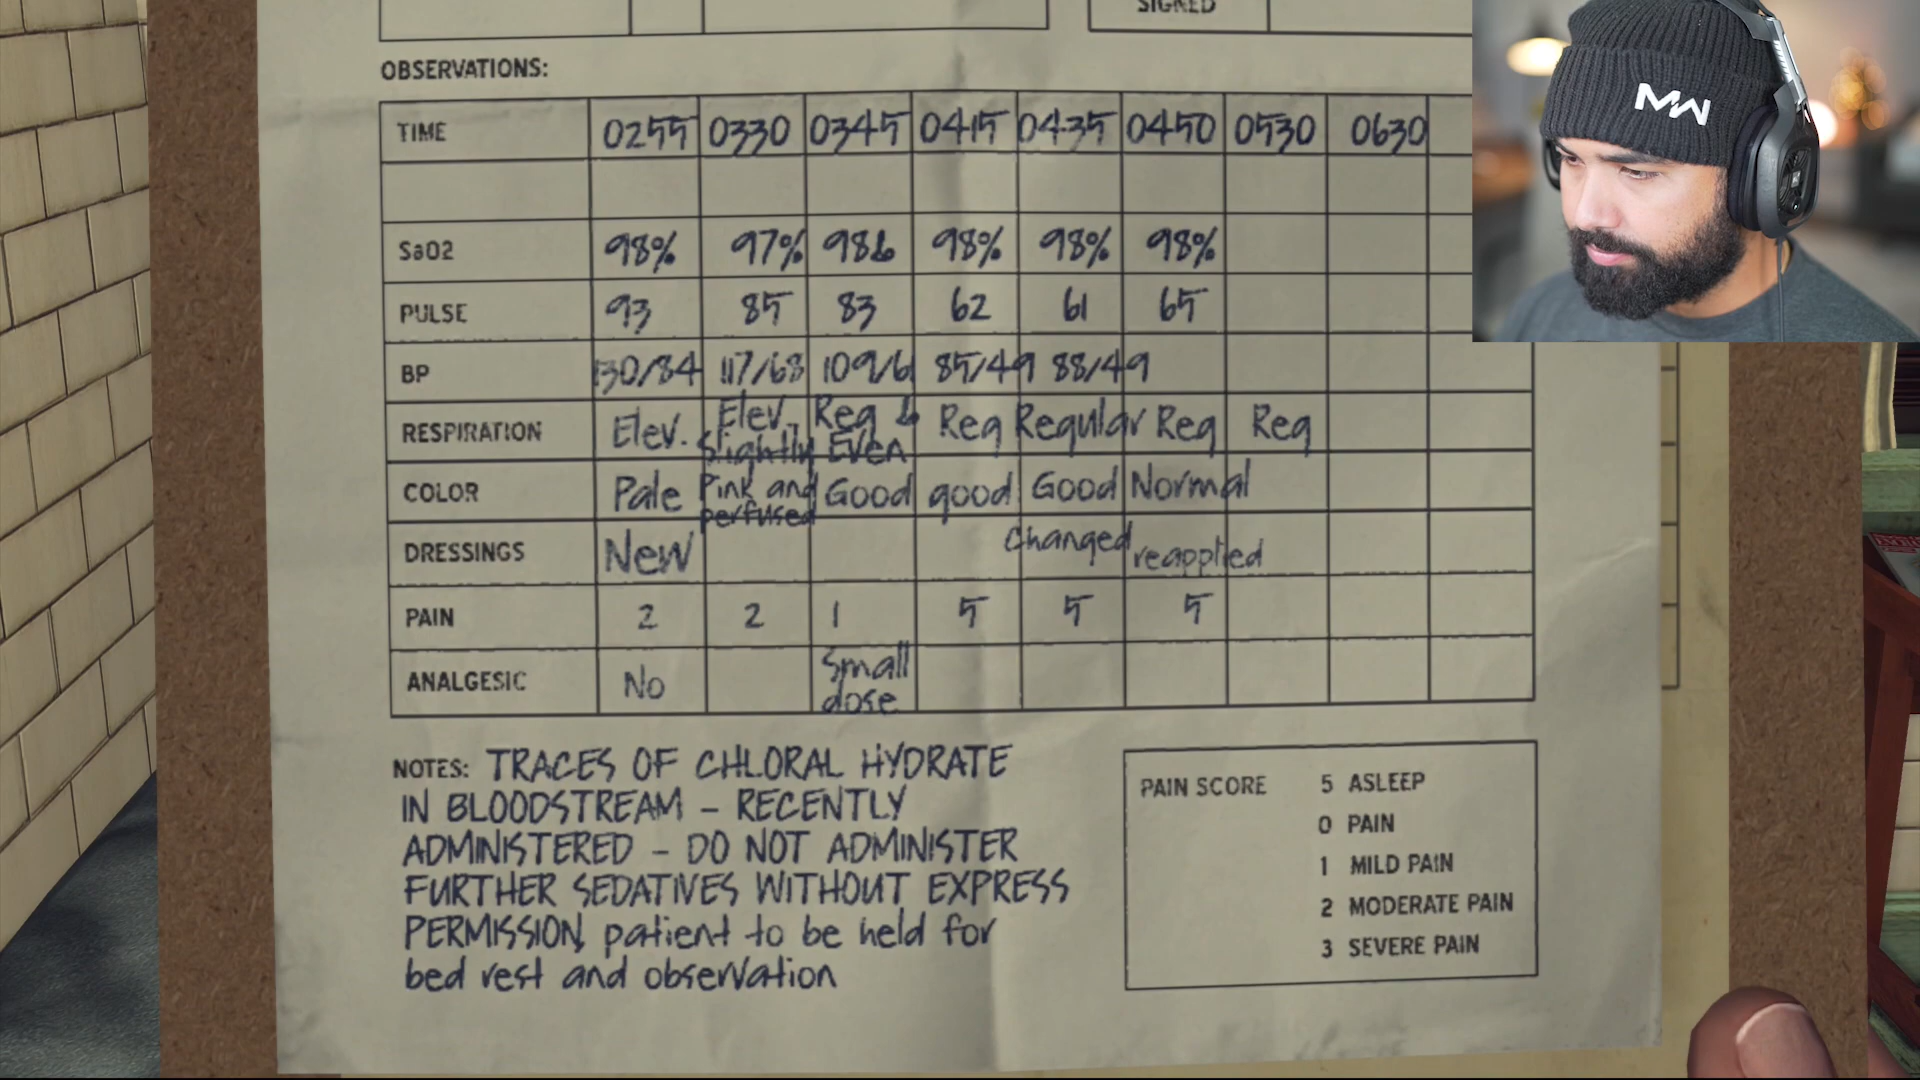 SIGNED
OBSERVATIONS:
TIME 0255 0330 0345 0415 0435 0450 0530 0630
SaO2 98% 97% 98% 98% 98% 98%
PULSE 93 85 83 62 61 65
BP 130/84 117/68 109/61 85/49 88/49
RESPIRATION Elev. Elev. Slightly Reg & Even Reg Regular Reg Reg
COLOR Pale Pink and perfused Good good Good Normal
DRESSINGS New Changed reapplied
PAIN 2 2 1 5 5 5
ANALGESIC No Small dose
NOTES: TRACES OF CHLORAL HYDRATE
IN BLOODSTREAM – RECENTLY
ADMINISTERED – DO NOT ADMINISTER
FURTHER SEDATIVES WITHOUT EXPRESS
PERMISSION, patient to be held for
bed rest and observation
PAIN SCORE 5 ASLEEP
0 PAIN
1 MILD PAIN
2 MODERATE PAIN
3 SEVERE PAIN
MW